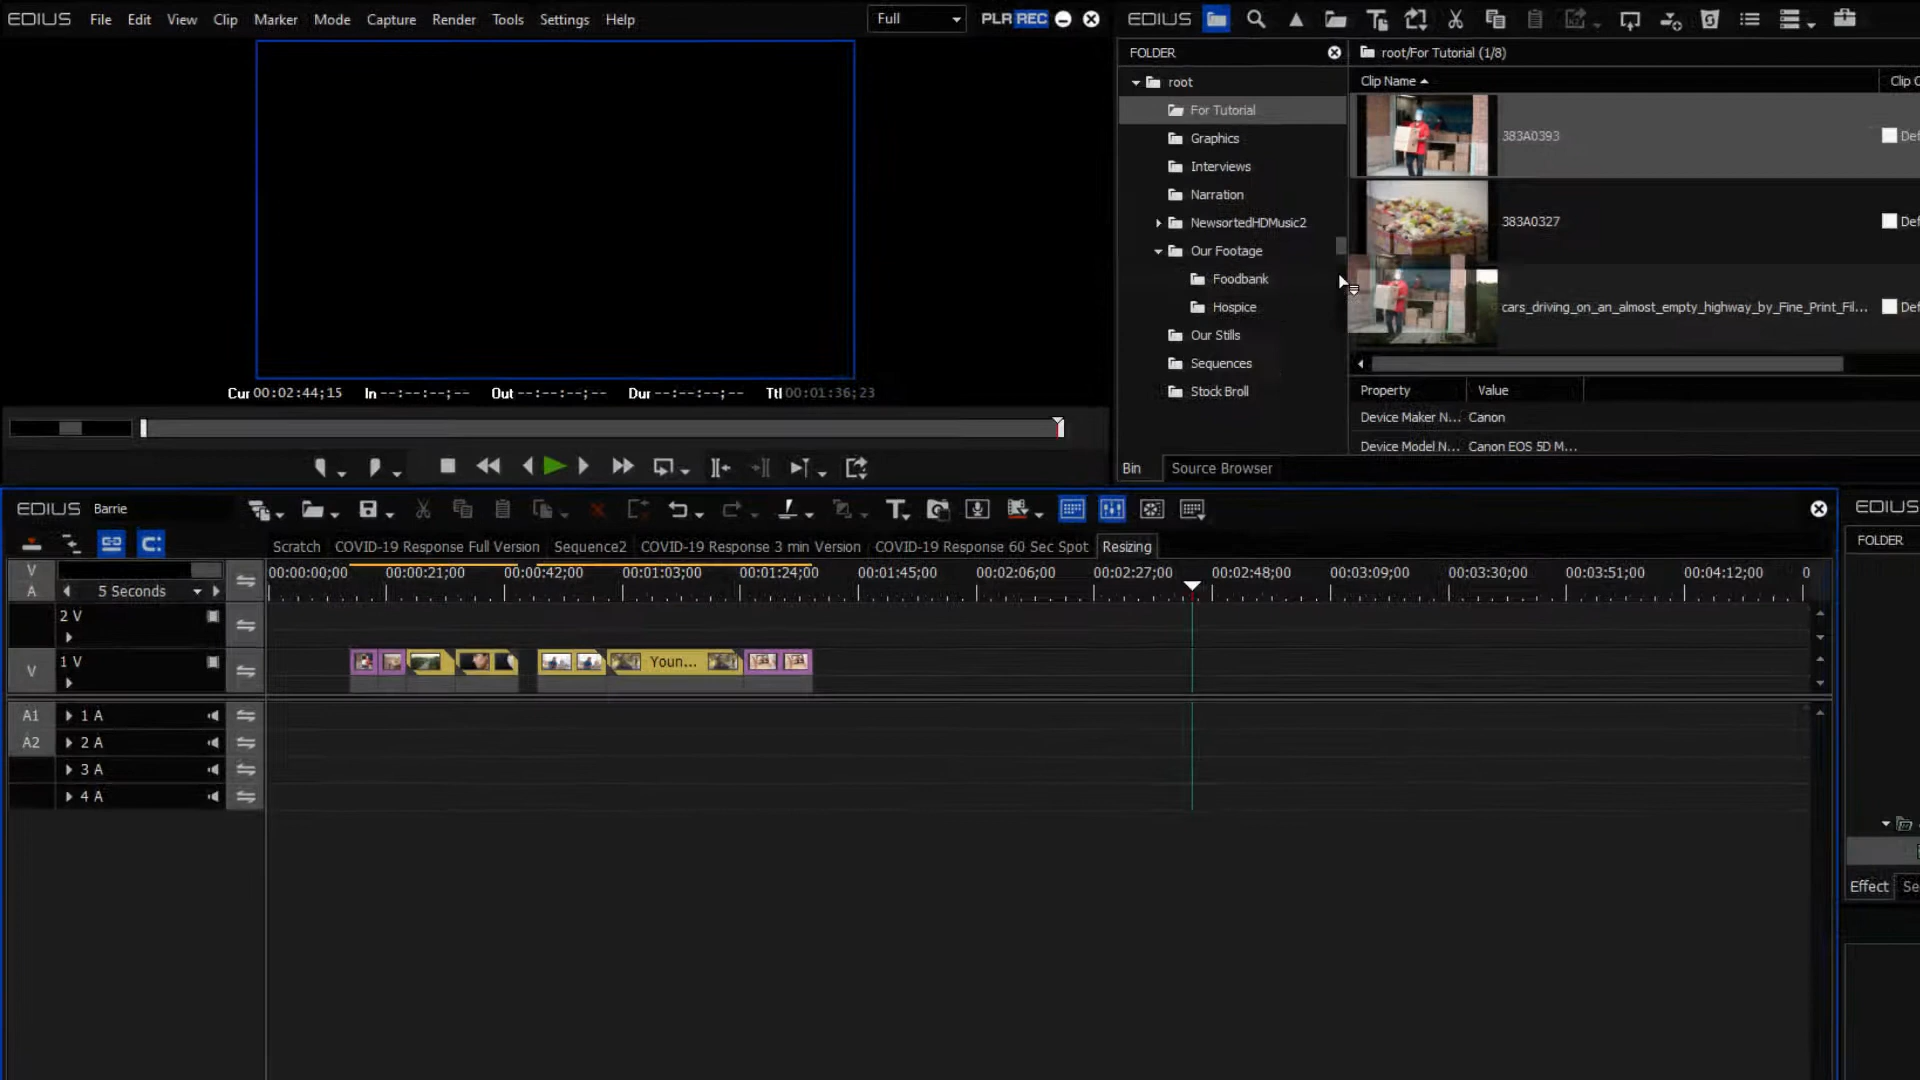 EDIUS File Edit View Clip Marker Mode Capture Render Tools Settings Help Full PLR REC
Cur 00:02:44;15 In --:--:--;-- Out --:--:--;-- Dur --:--:--;-- Ttl 00:01:36;23
EDIUS
FOLDER
root
For Tutorial
Graphics
Interviews
Narration
NewsortedHDMusic2
Our Footage
Foodbank
Hospice
Our Stills
Sequences
Stock Broll
root/For Tutorial (1/8)
Clip Name Clip C
383A0393 Def
383A0327 Def
cars_driving_on_an_almost_empty_highway_by_Fine_Print_Fil... Def
Property Value
Device Maker N... Canon
Device Model N... Canon EOS 5D M...
Bin Source Browser
EDIUS Barrie
Scratch COVID-19 Response Full Version Sequence2 COVID-19 Response 3 min Version COVID-19 Response 60 Sec Spot Resizing
V
A
5 Seconds
00:00:00;00 00:00:21;00 00:00:42;00 00:01:03;00 00:01:24;00 00:01:45;00 00:02:06;00 00:02:27;00 00:02:48;00 00:03:09;00 00:03:30;00 00:03:51;00 00:04:12;00 0
2 V
V 1 V
Youn...
A1 1 A
A2 2 A
3 A
4 A
EDIUS
FOLDER
Effect Se